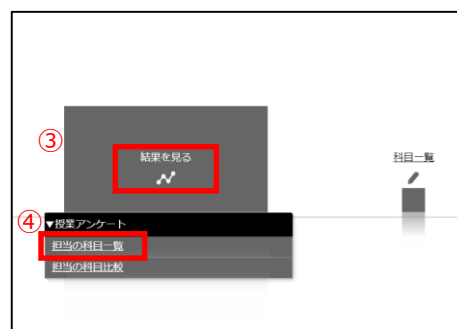 ③
結果を見る
科目一覧
④
▼授業アンケート
担当の科目一覧
担当の科目比較